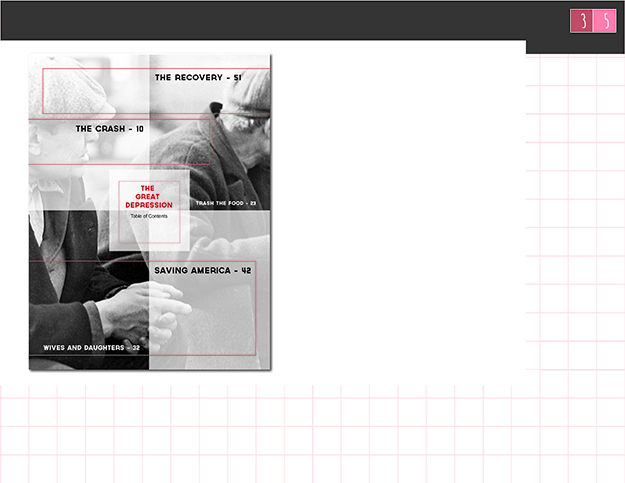 3 5
THE RECOVERY - 51
THE CRASH - 10
THE
GREAT
DEPRESSION
Table of Contents
TRASH THE FOOD - 23
SAVING AMERICA - 42
WIVES AND DAUGHTERS - 32